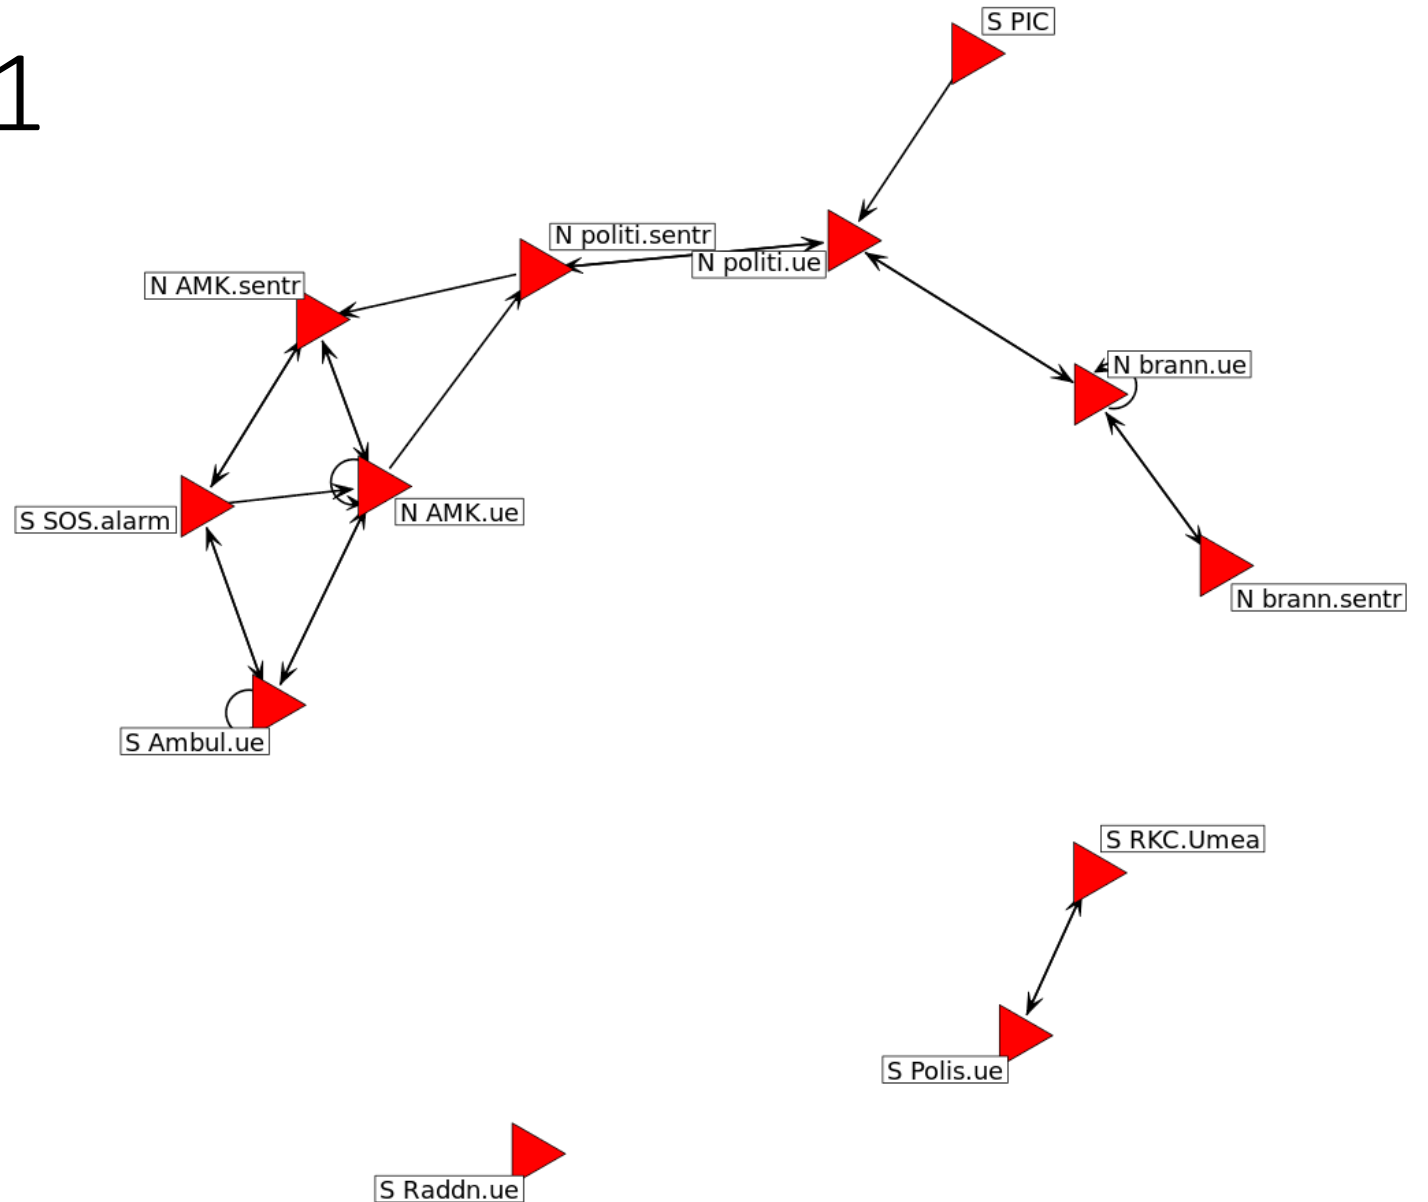 1
S PIC
N politi.sentr
N politi.ue
N AMK.sentr
N brann.ue
S SOS.alarm
N AMK.ue
N brann.sentr
S Ambul.ue
S RKC.Umea
S Polis.ue
S Raddn.ue